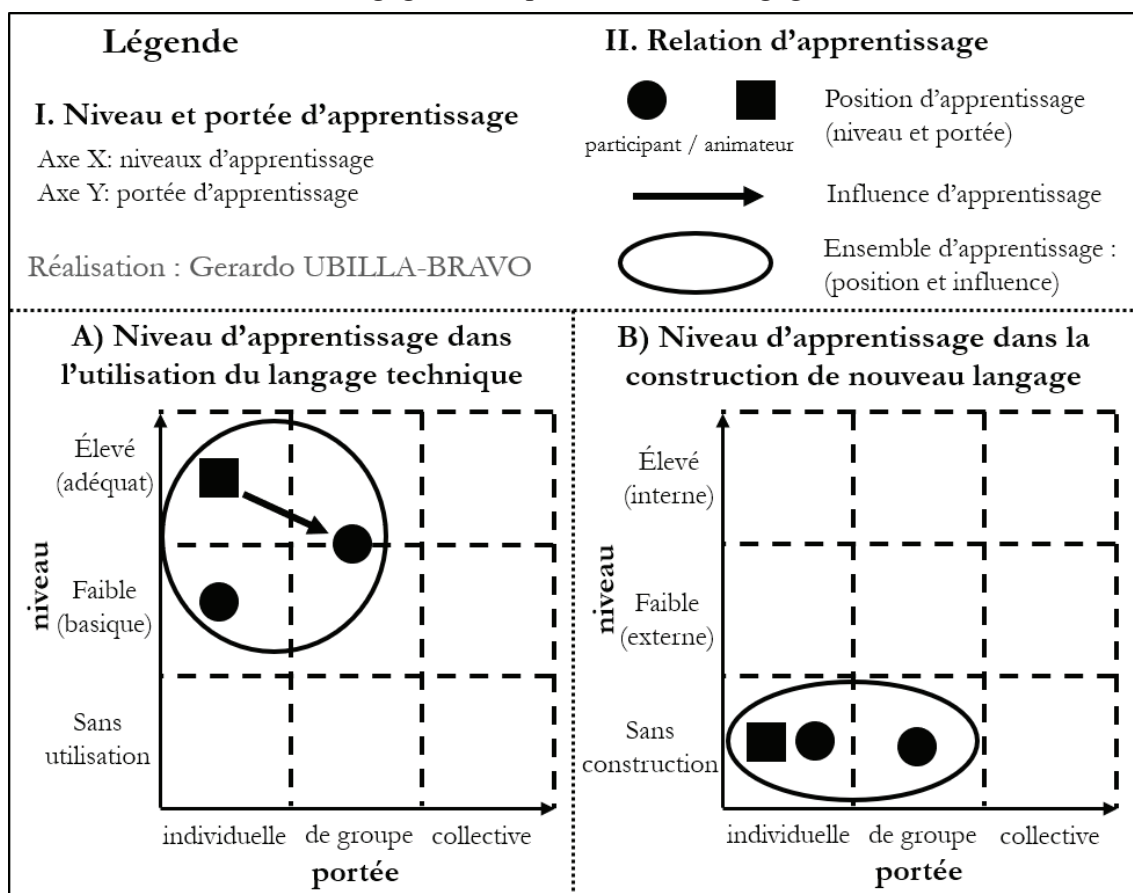 Légende
I. Niveau et portée d'apprentissage
Axe X: niveaux d'apprentissage
Axe Y: portée d'apprentissage
Réalisation : Gerardo UBILLA-BRAVO
II. Relation d'apprentissage
participant / animateur
Position d'apprentissage
(niveau et portée)
Influence d'apprentissage
Ensemble d'apprentissage :
(position et influence)
A) Niveau d'apprentissage dans
l'utilisation du langage technique
niveau
Élevé
(adéquat)
Faible
(basique)
Sans
utilisation
individuelle
de groupe
collective
portée
B) Niveau d'apprentissage dans la
construction de nouveau langage
niveau
Élevé
(interne)
Faible
(externe)
Sans
construction
individuelle
de groupe
collective
portée